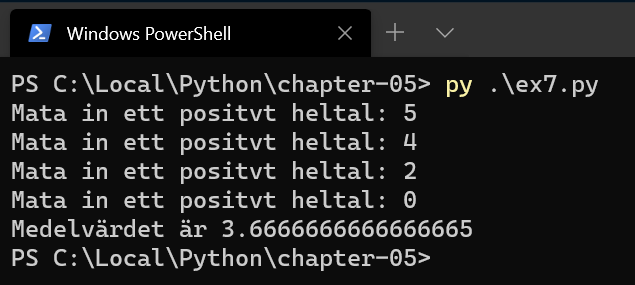 Windows PowerShell
PS C:\Local\Python\chapter-05> py .\ex7.py
Mata in ett positvt heltal: 5
Mata in ett positvt heltal: 4
Mata in ett positvt heltal: 2
Mata in ett positvt heltal: 0
Medelvärdet är 3.6666666666666665
PS C:\Local\Python\chapter-05>